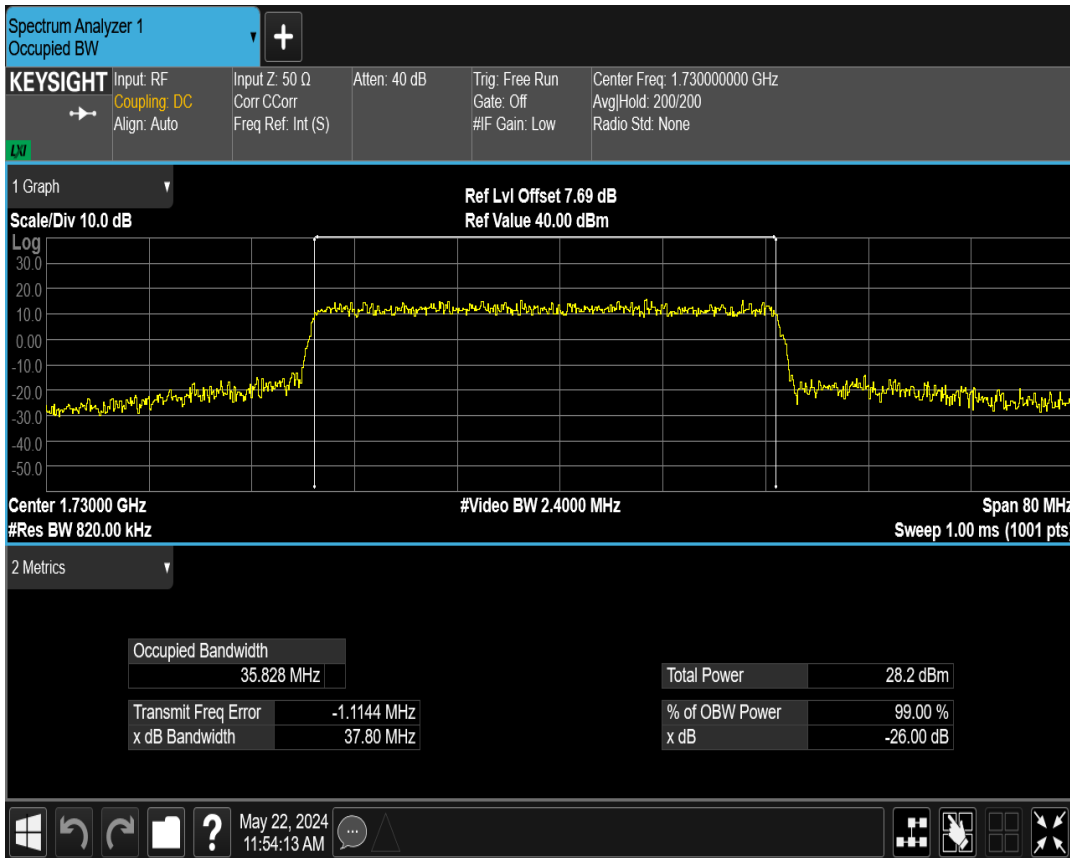 Spectrum Analyzer 1
Occupied BW
KEYSIGHT
LXI
Input: RF
Coupling: DC
Align: Auto
Input Z: 50 Ω
Corr CCorr
Freq Ref: Int (S)
Atten: 40 dB
Trig: Free Run
Gate: Off
#IF Gain: Low
Center Freq: 1.730000000 GHz
Avg|Hold: 200/200
Radio Std: None
1 Graph
Ref Lvl Offset 7.69 dB
Scale/Div 10.0 dB
Ref Value 40.00 dBm
Log
30.0
20.0
10.0
0.00
-10.0
-20.0
-30.0
-40.0
-50.0
Center 1.73000 GHz
#Video BW 2.4000 MHz
Span 80 MHz
#Res BW 820.00 kHz
Sweep 1.00 ms (1001 pts)
2 Metrics
Occupied Bandwidth
35.828 MHz
Transmit Freq Error -1.1144 MHz
x dB Bandwidth 37.80 MHz
Total Power 28.2 dBm
% of OBW Power 99.00 %
x dB -26.00 dB
?
May 22, 2024
11:54:13 AM